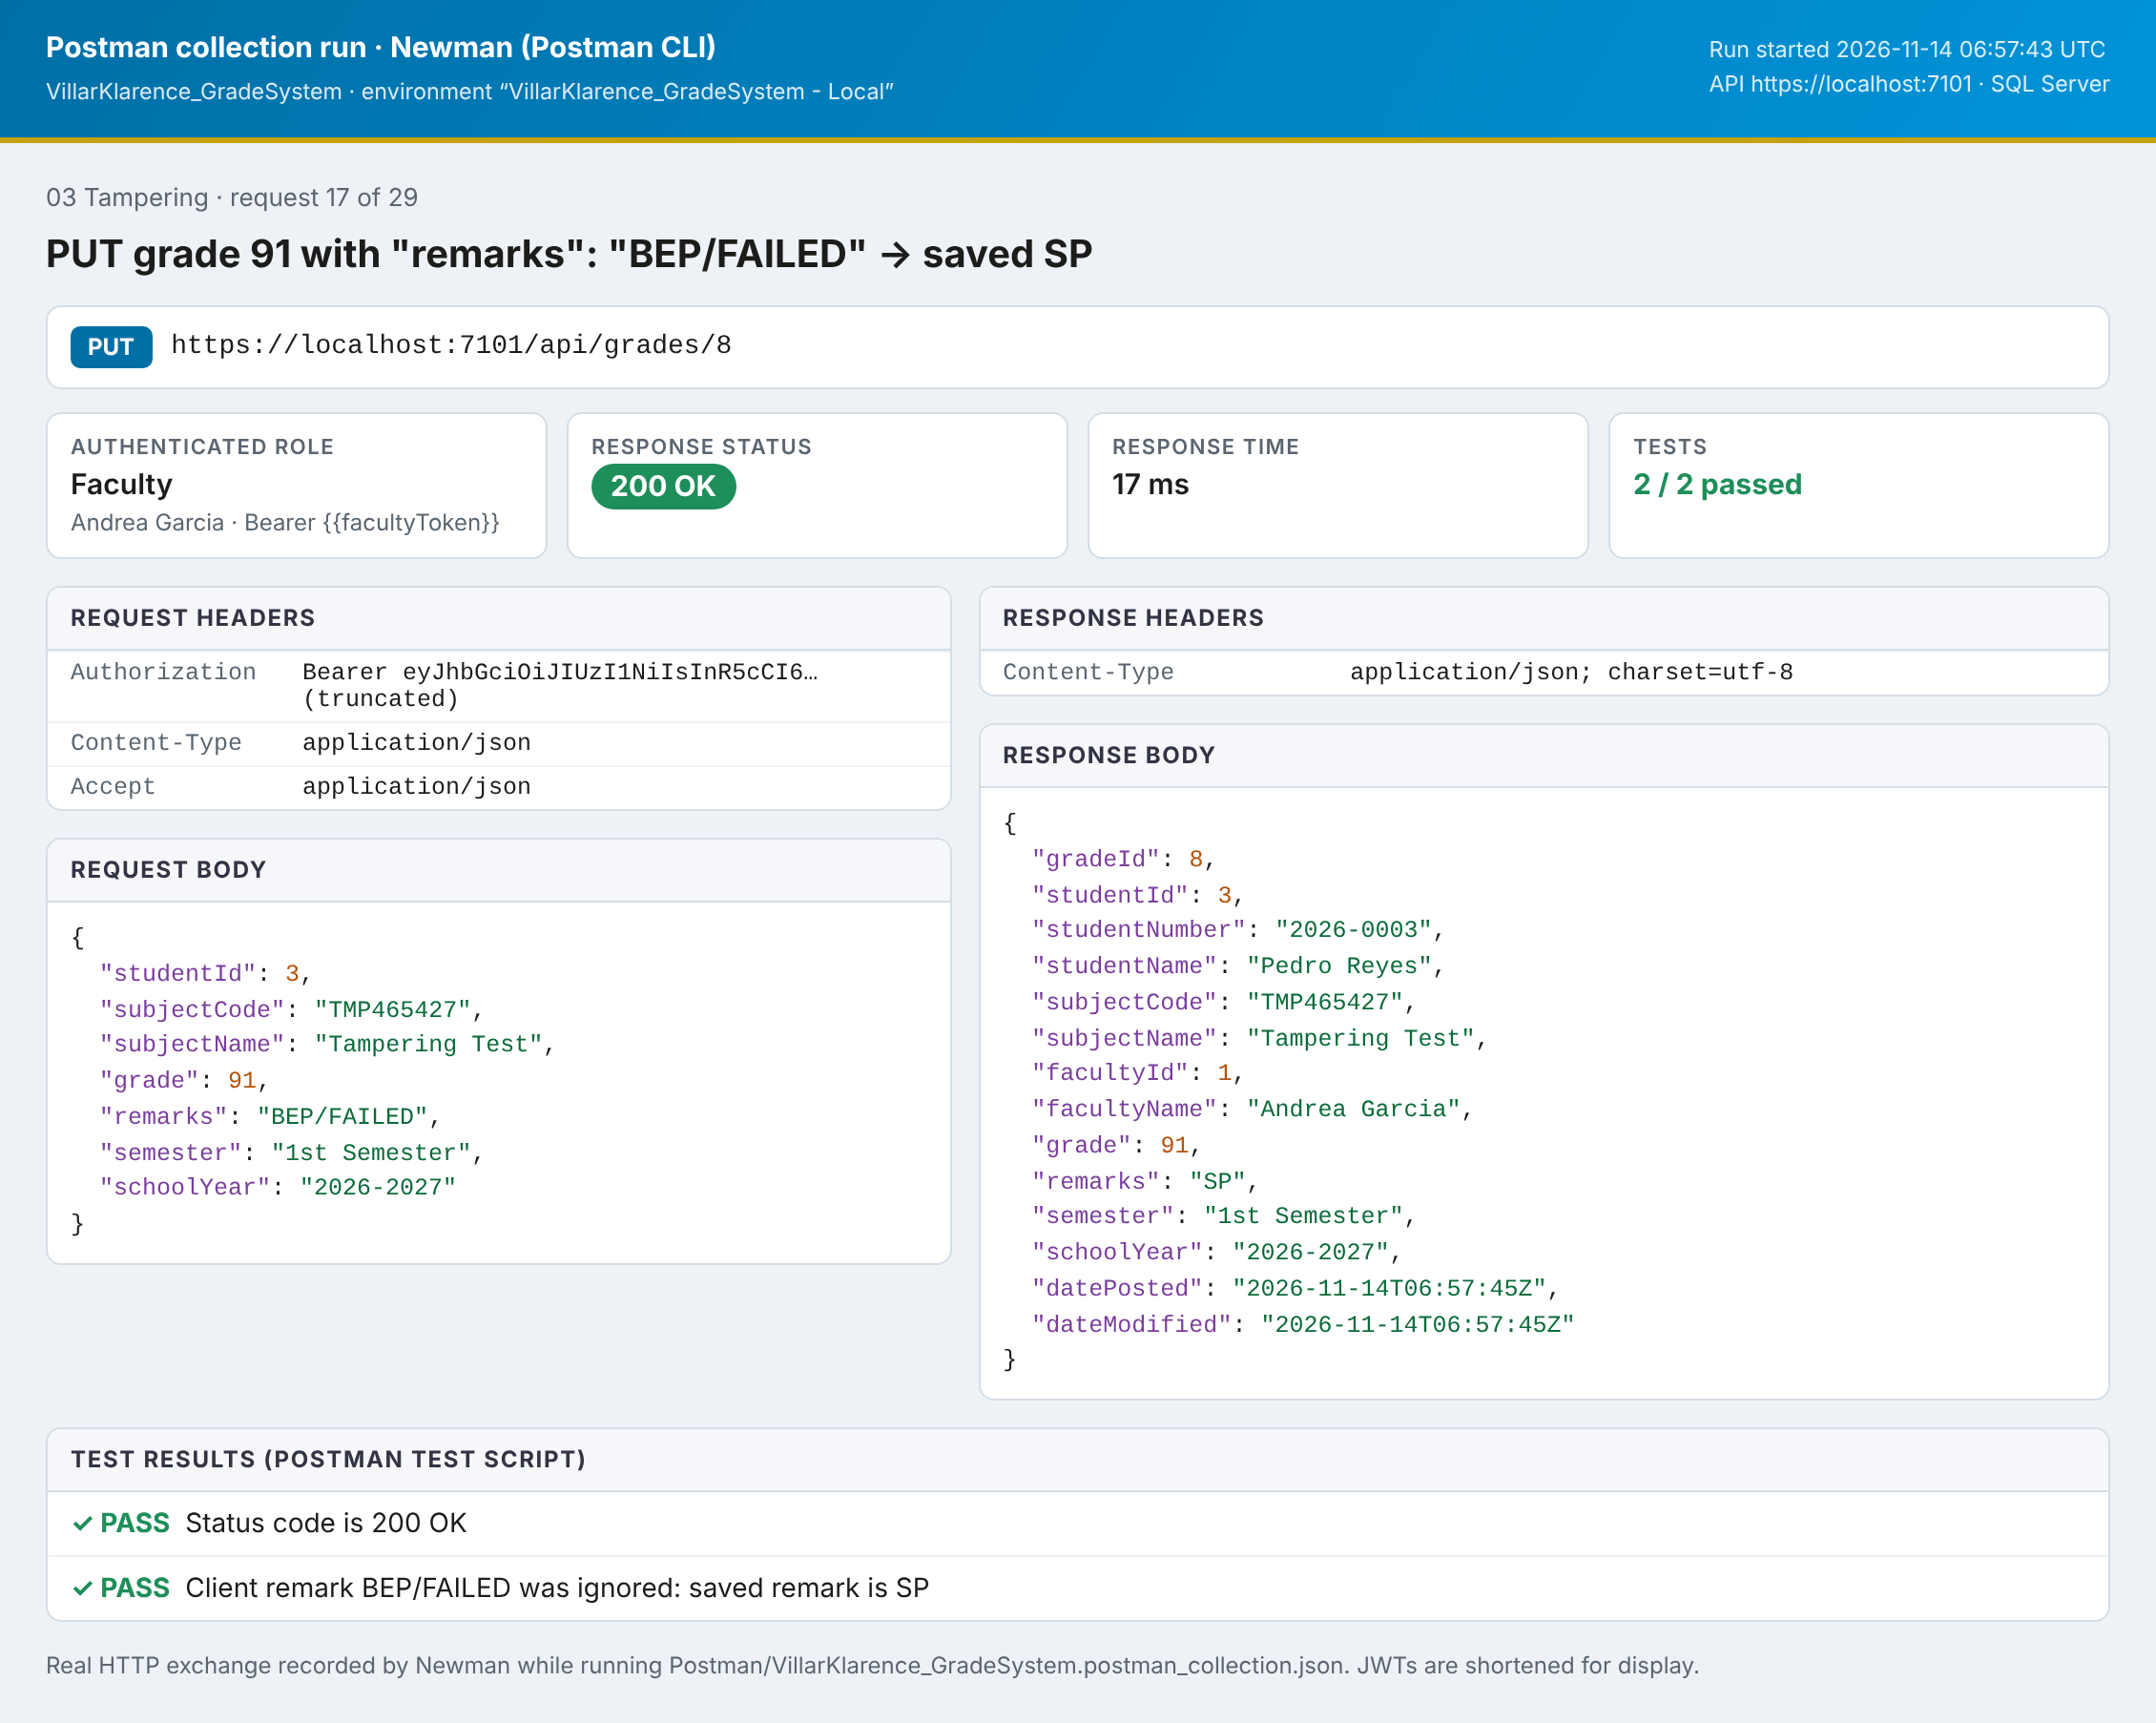 Postman collection run · Newman (Postman CLI)
VillarKlarence_GradeSystem · environment “VillarKlarence_GradeSystem - Local”
Run started 2026-11-14 06:57:43 UTC
API https://localhost:7101 · SQL Server
03 Tampering · request 17 of 29
PUT grade 91 with "remarks": "BEP/FAILED" → saved SP
PUT https://localhost:7101/api/grades/8
AUTHENTICATED ROLE
Faculty
Andrea Garcia · Bearer {{facultyToken}}
RESPONSE STATUS
200 OK
RESPONSE TIME
17 ms
TESTS
2 / 2 passed
REQUEST HEADERS
Authorization Bearer eyJhbGciOiJIUzI1NiIsInR5cCI6…
(truncated)
Content-Type application/json
Accept application/json
REQUEST BODY
{
"studentId": 3,
"subjectCode": "TMP465427",
"subjectName": "Tampering Test",
"grade": 91,
"remarks": "BEP/FAILED",
"semester": "1st Semester",
"schoolYear": "2026-2027"
}
RESPONSE HEADERS
Content-Type application/json; charset=utf-8
RESPONSE BODY
{
"gradeId": 8,
"studentId": 3,
"studentNumber": "2026-0003",
"studentName": "Pedro Reyes",
"subjectCode": "TMP465427",
"subjectName": "Tampering Test",
"facultyId": 1,
"facultyName": "Andrea Garcia",
"grade": 91,
"remarks": "SP",
"semester": "1st Semester",
"schoolYear": "2026-2027",
"datePosted": "2026-11-14T06:57:45Z",
"dateModified": "2026-11-14T06:57:45Z"
}
TEST RESULTS (POSTMAN TEST SCRIPT)
✓ PASS Status code is 200 OK
✓ PASS Client remark BEP/FAILED was ignored: saved remark is SP
Real HTTP exchange recorded by Newman while running Postman/VillarKlarence_GradeSystem.postman_collection.json. JWTs are shortened for display.